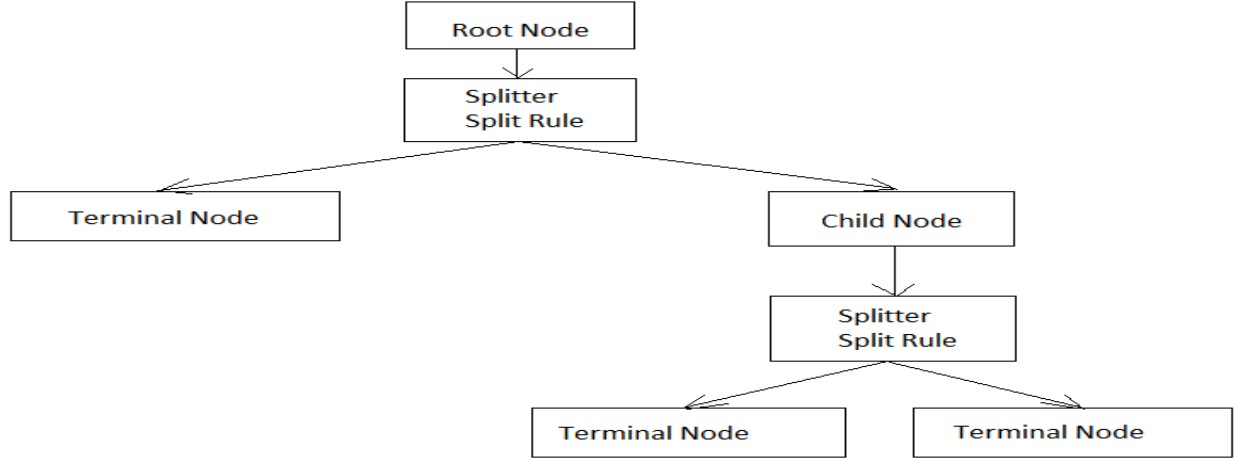 Root Node
Splitter
Split Rule
Terminal Node
Child Node
Splitter
Split Rule
Terminal Node
Terminal Node